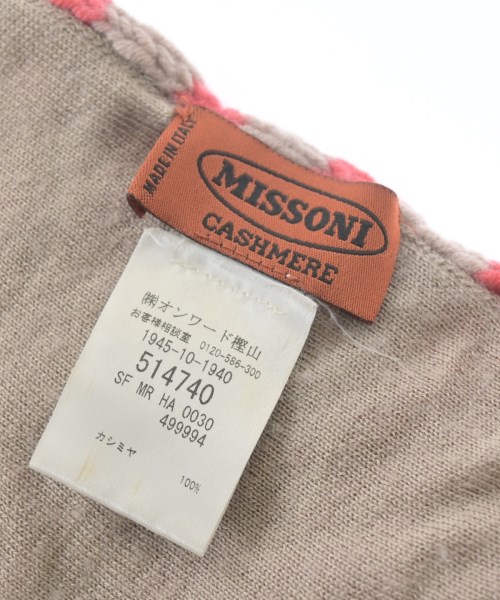 MADE IN ITALY
MISSONI
CASHMERE
㈱オンワード樫山
お客様相談室 0120-586-300
1945-10-1940
514740
SF MR HA 0030
499994
カシミヤ 100%